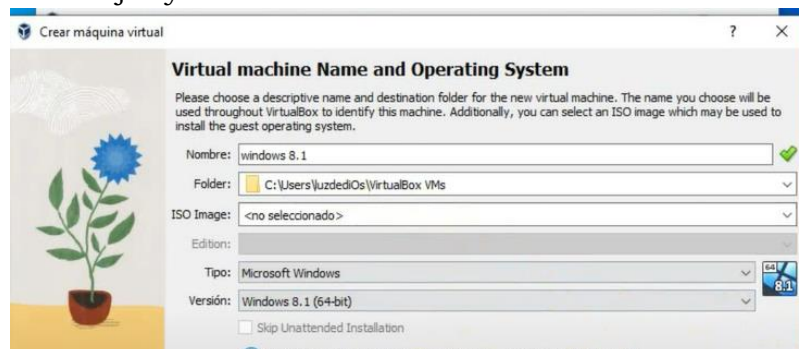 Crear máquina virtual ?
Virtual machine Name and Operating System
Please choose a descriptive name and destination folder for the new virtual machine. The name you choose will be
used throughout VirtualBox to identify this machine. Additionally, you can select an ISO image which may be used to
install the guest operating system.
Nombre: windows 8.1
Folder: C:\Users\luzdediOs\VirtualBox VMs
ISO Image: <no seleccionado>
Edition:
Tipo: Microsoft Windows
64
8.1
Versión: Windows 8.1 (64-bit)
Skip Unattended Installation